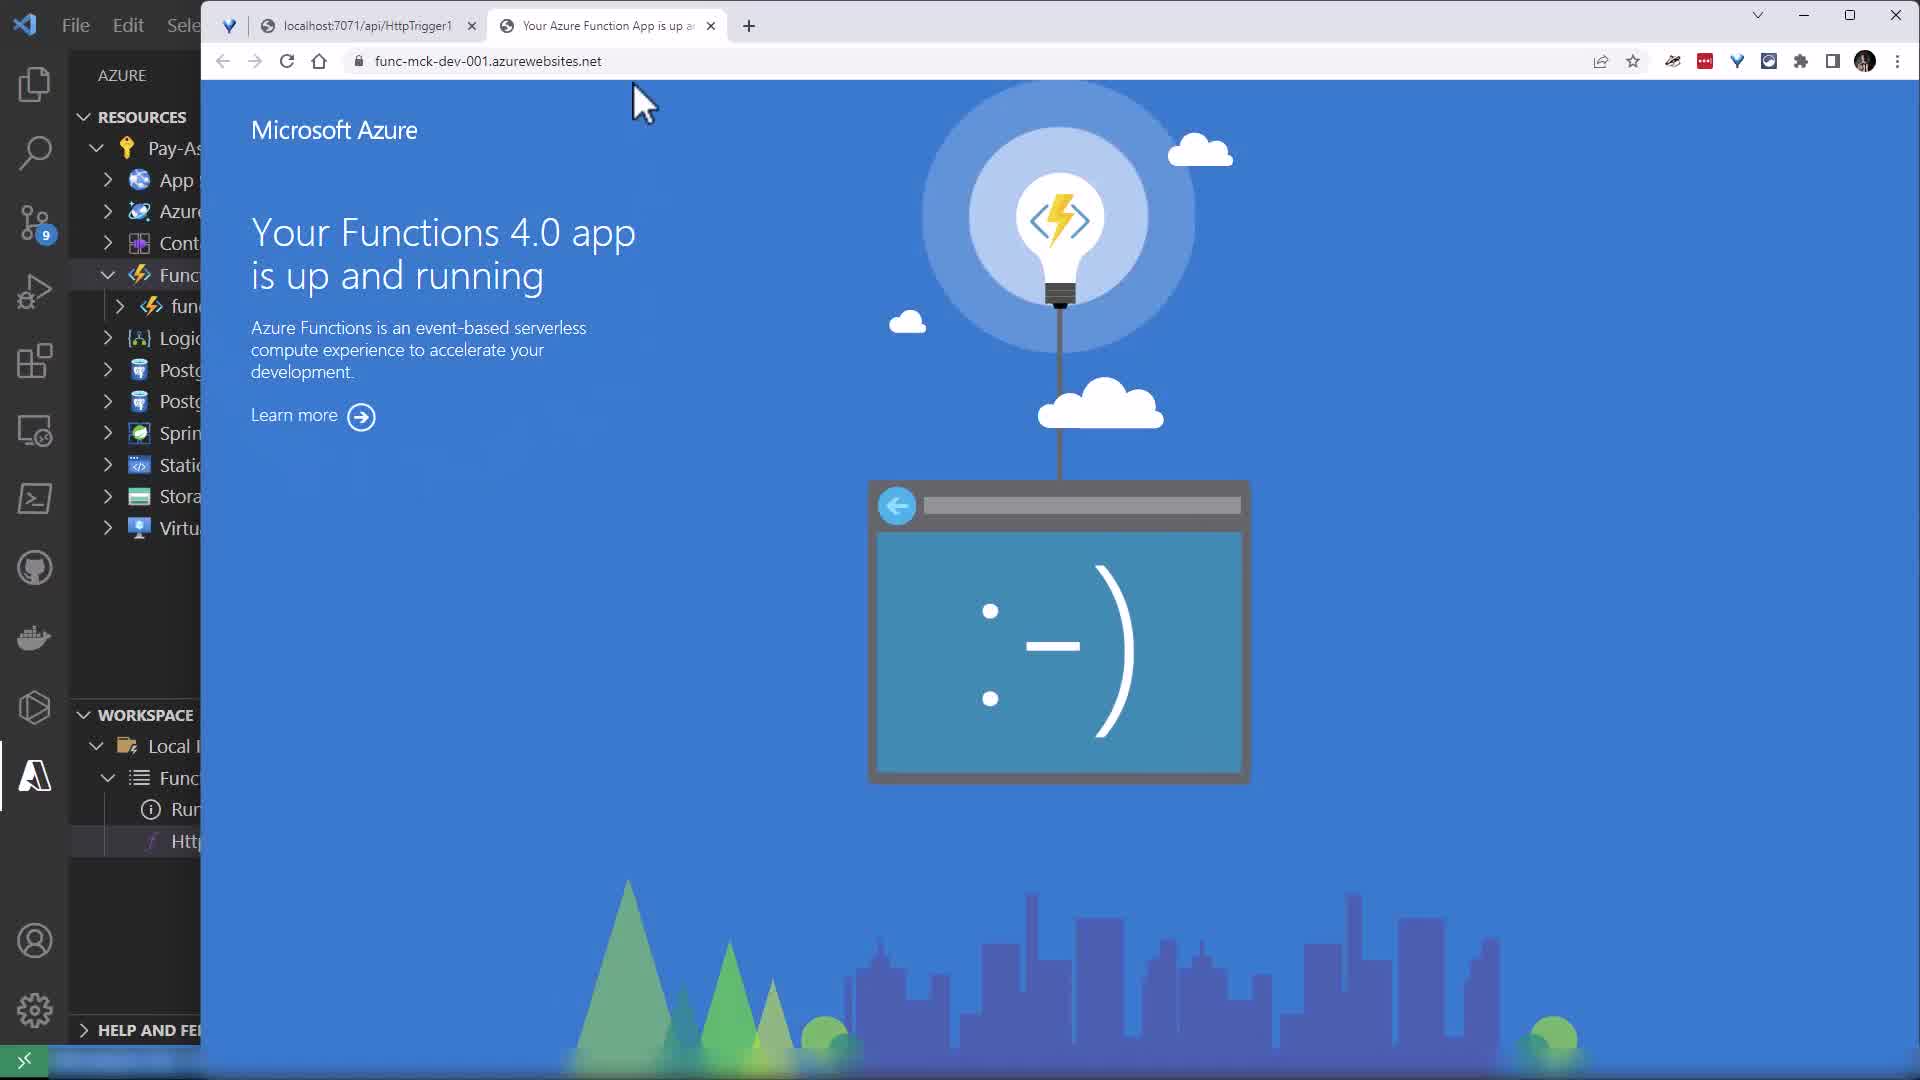 File Edit Sele
localhost:7071/api/HttpTrigger1
Your Azure Function App is up a
func-mck-dev-001.azurewebsites.net
AZURE
RESOURCES
Pay-As
App
Azure
Cont
Func
fun
Logic
Postg
Postg
Sprin
Static
Stora
Virtua
9
WORKSPACE
Local
Func
Run
Http
HELP AND FEE
Microsoft Azure
Your Functions 4.0 app
is up and running
Azure Functions is an event-based serverless
compute experience to accelerate your
development.
Learn more
:-)